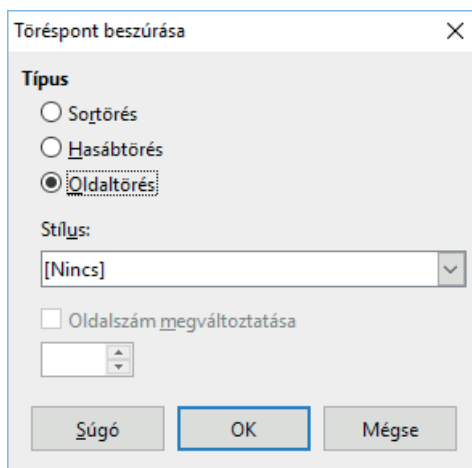 Töréspont beszúrása
Típus
Sortörés
Hasábtörés
Oldaltörés
Stílus:
[Nincs]
Oldalszám megváltoztatása
Súgó OK Mégse